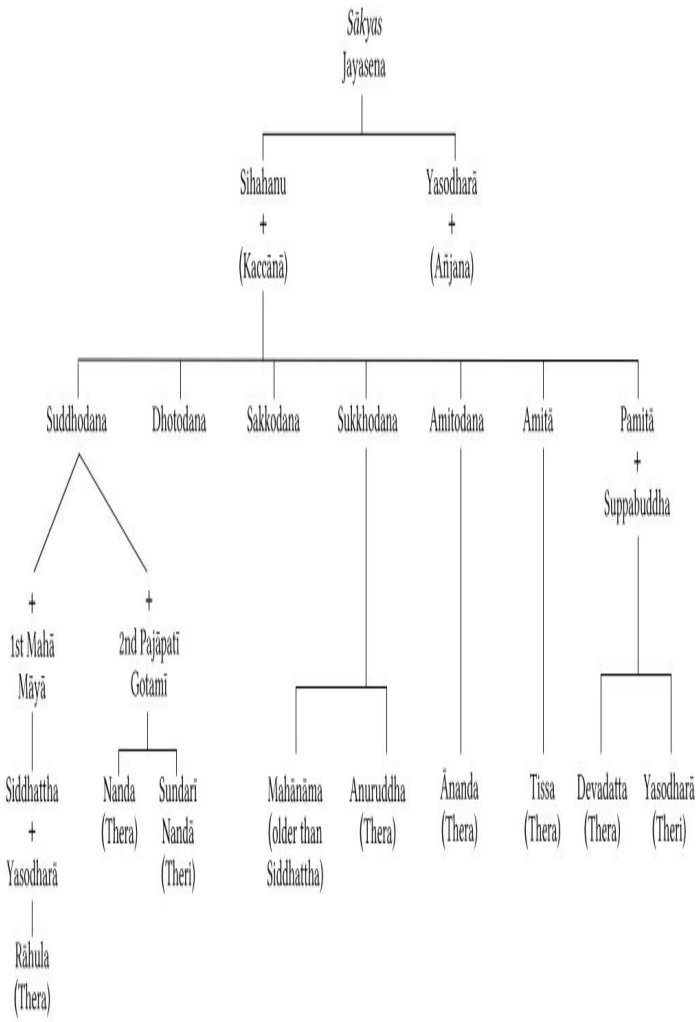 Sākyas
Jayasena
Sihahanu Yasodharā
+ +
(Kaccānā) (Añjana)
Suddhodana Dhotodana Sakkodana Sukkhodana Amitodana Amitā Pamitā
+
Suppabuddha
+ +
1st Mahā 2nd Pajāpatī
Māyā Gotamī
Siddhattha Nanda Sundarī Mahānāma Anuruddha Ānanda Tissa Devadatta Yasodharā
+ (Thera) Nandā (older than (Thera) (Thera) (Thera) (Thera) (Theri)
Yasodharā (Theri) Siddhattha)
Rāhula
(Thera)